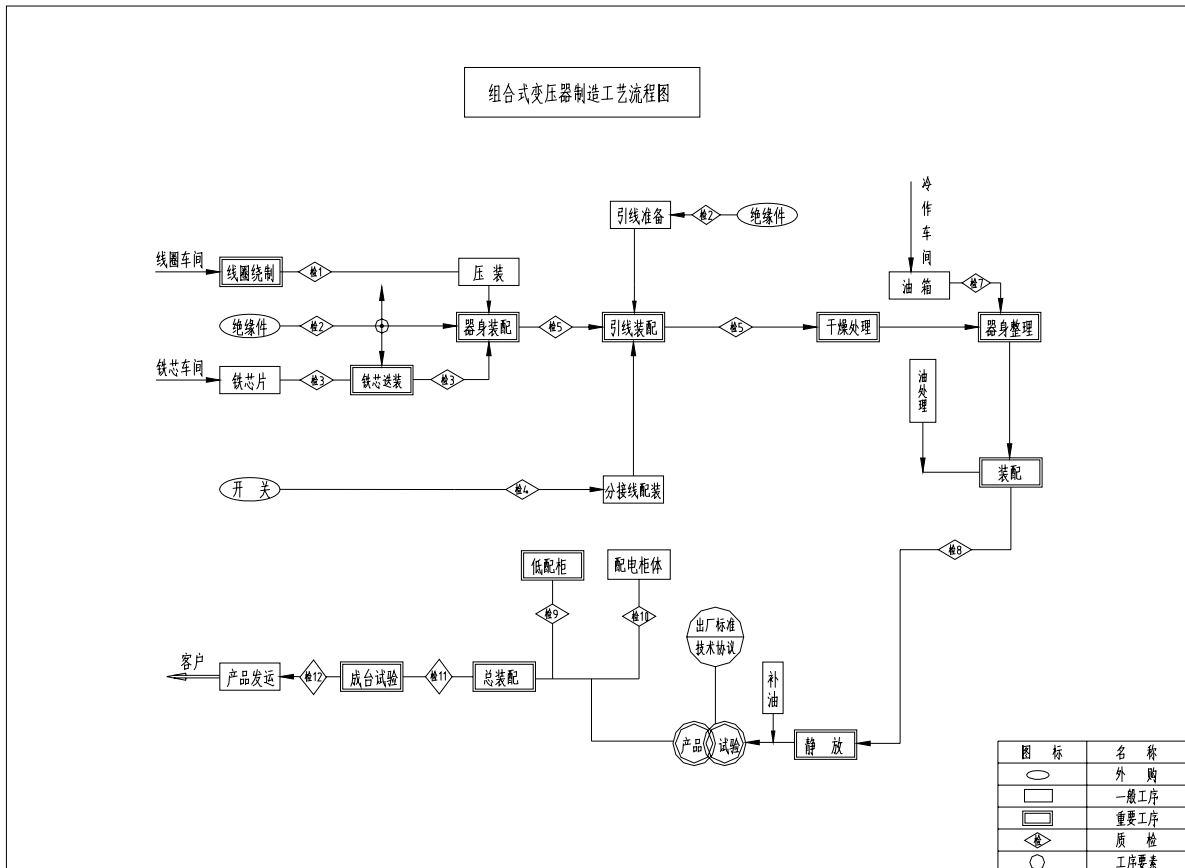 组合式变压器制造工艺流程图
冷作车间
引线准备
检2
绝缘件
线圈车间
线圈绕制
检1
压装
油箱
检7
绝缘件
检2
器身装配
检5
引线装配
检5
干燥处理
器身整理
铁芯车间
铁芯片
检3
铁芯迭装
检3
油处理
装配
开关
检4
分接线配装
检8
低配柜
配电柜体
检9
检10
出厂标准
技术协议
客户
产品发运
检12
成台试验
检11
总装配
补油
产品
试验
静放
图标 名称
外购
一般工序
重要工序
检 质检
工序要素